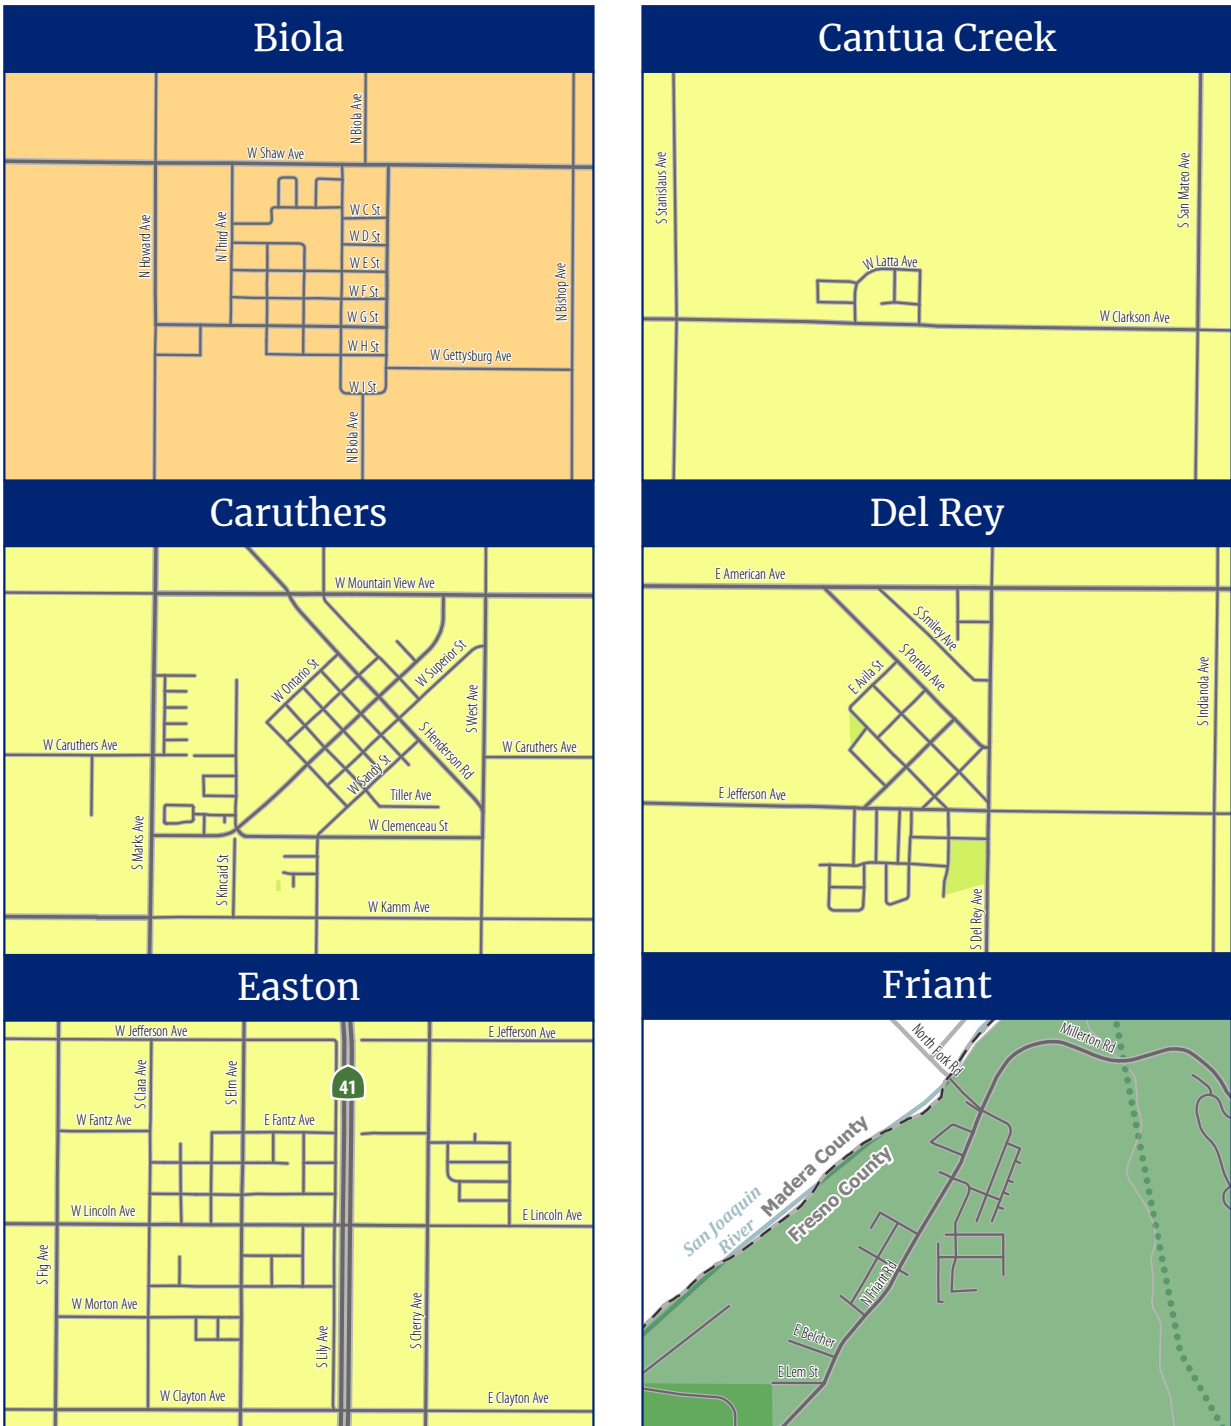 Biola
N Biola Ave
W Shaw Ave
N Howard Ave
N Third Ave
W C St
W D St
W E St
W F St
W G St
W H St
W I St
N Bishop Ave
W Gettysburg Ave
N Biola Ave
Cantua Creek
S Stanislaus Ave
S San Mateo Ave
W Latta Ave
W Clarkson Ave
Caruthers
W Mountain View Ave
W Ontario St
W Superior St
S West Ave
W Caruthers Ave
S Henderson Rd
W Caruthers Ave
W Sandy St
Tiller Ave
S Marks Ave
W Clemenceau St
S Kincaid St
W Kamm Ave
Del Rey
E American Ave
S Smiley Ave
S Portola Ave
E Avila St
S Indianola Ave
E Jefferson Ave
S Del Rey Ave
Easton
W Jefferson Ave
E Jefferson Ave
S Clara Ave
S Elm Ave
41
W Fantz Ave
E Fantz Ave
W Lincoln Ave
E Lincoln Ave
S Fig Ave
W Morton Ave
S Lily Ave
S Cherry Ave
W Clayton Ave
E Clayton Ave
Friant
North Fork Rd
Millerton Rd
Madera County
Fresno County
San Joaquin
River
N Friant Rd
E Belcher
E Lem St